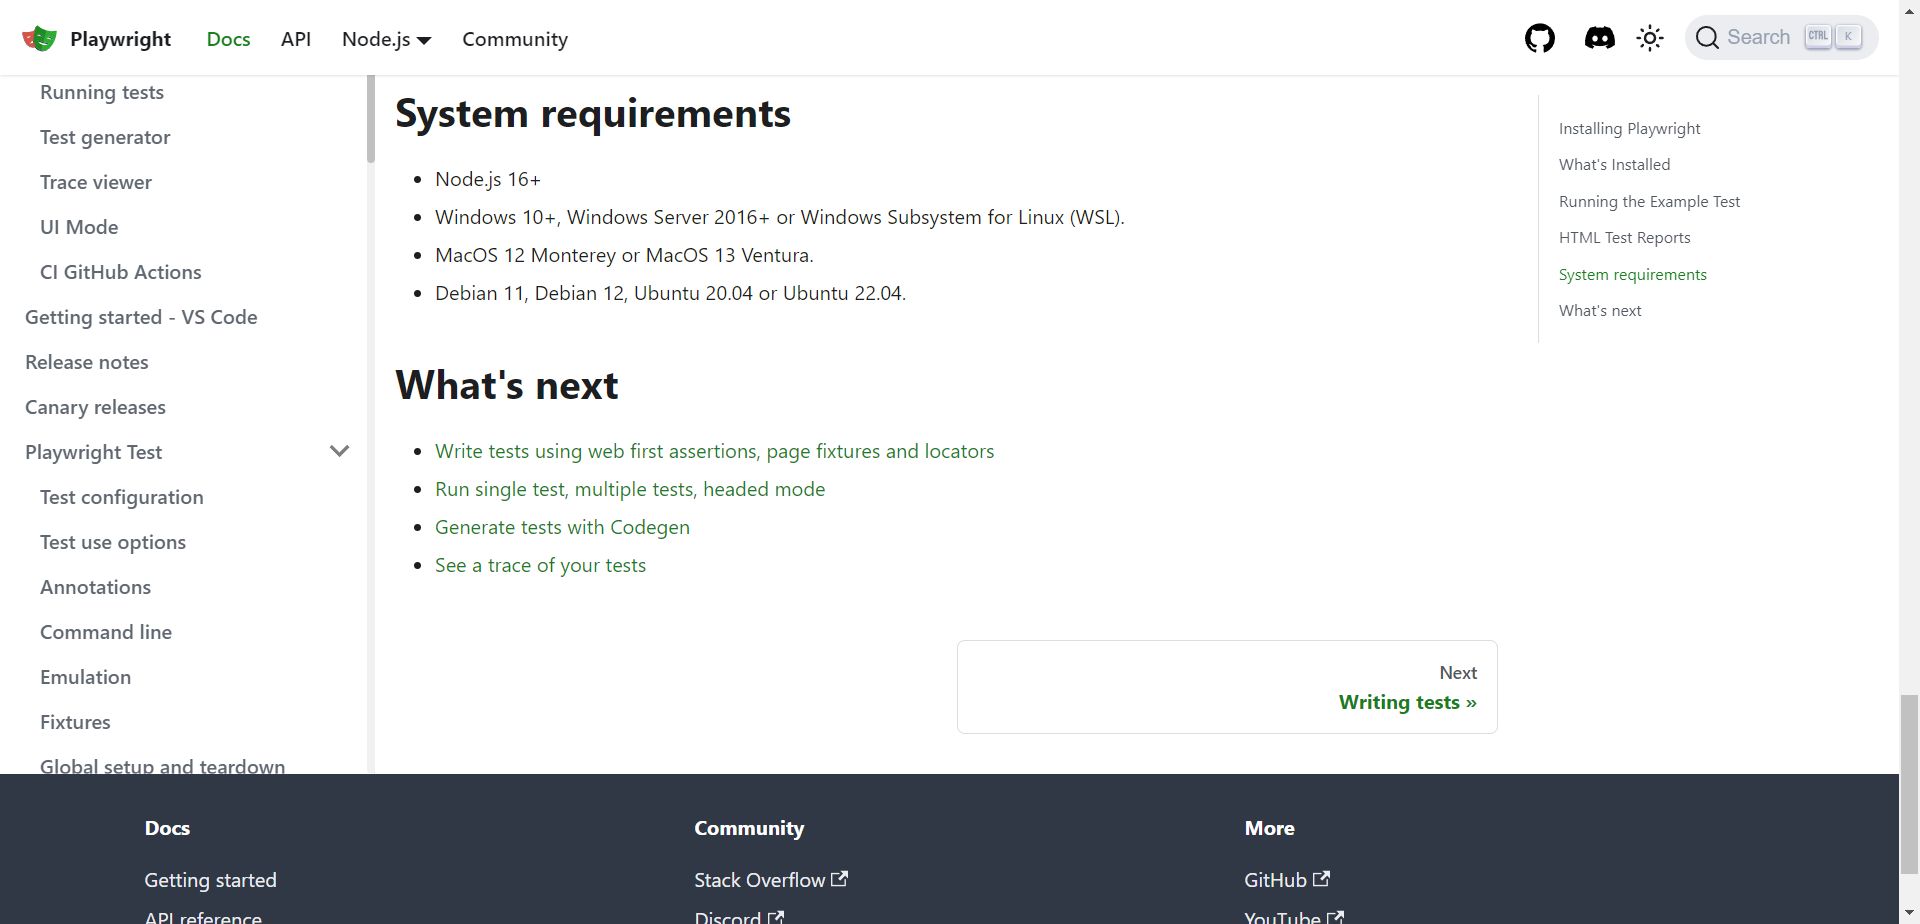 Playwright
Docs
API
Node.js
Community
Search
CTRL
K
Running tests
Test generator
Trace viewer
UI Mode
CI GitHub Actions
Getting started - VS Code
Release notes
Canary releases
Playwright Test
Test configuration
Test use options
Annotations
Command line
Emulation
Fixtures
Global setup and teardown
System requirements
Node.js 16+
Windows 10+, Windows Server 2016+ or Windows Subsystem for Linux (WSL).
MacOS 12 Monterey or MacOS 13 Ventura.
Debian 11, Debian 12, Ubuntu 20.04 or Ubuntu 22.04.
What's next
Write tests using web first assertions, page fixtures and locators
Run single test, multiple tests, headed mode
Generate tests with Codegen
See a trace of your tests
Next
Writing tests »
Installing Playwright
What's Installed
Running the Example Test
HTML Test Reports
System requirements
What's next
Docs
Getting started
API reference
Community
Stack Overflow
Discord
More
GitHub
YouTube